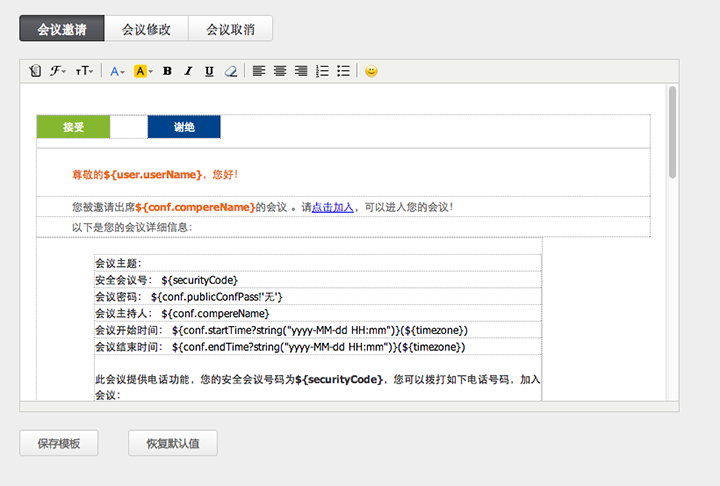 会议邀请 会议修改 会议取消
ℱ тT A A B I U
接受 谢绝
尊敬的${user.userName}，您好！
您被邀请出席${conf.compereName}的会议 。请点击加入，可以进入您的会议！
以下是您的会议详细信息：
会议主题：
安全会议号： ${securityCode}
会议密码： ${conf.publicConfPass!'无'}
会议主持人： ${conf.compereName}
会议开始时间： ${conf.startTime?string("yyyy-MM-dd HH:mm")}(${timezone})
会议结束时间： ${conf.endTime?string("yyyy-MM-dd HH:mm")}(${timezone})
此会议提供电话功能，您的安全会议号码为${securityCode}，您可以拨打如下电话号码，加入
会议：
保存模板 恢复默认值